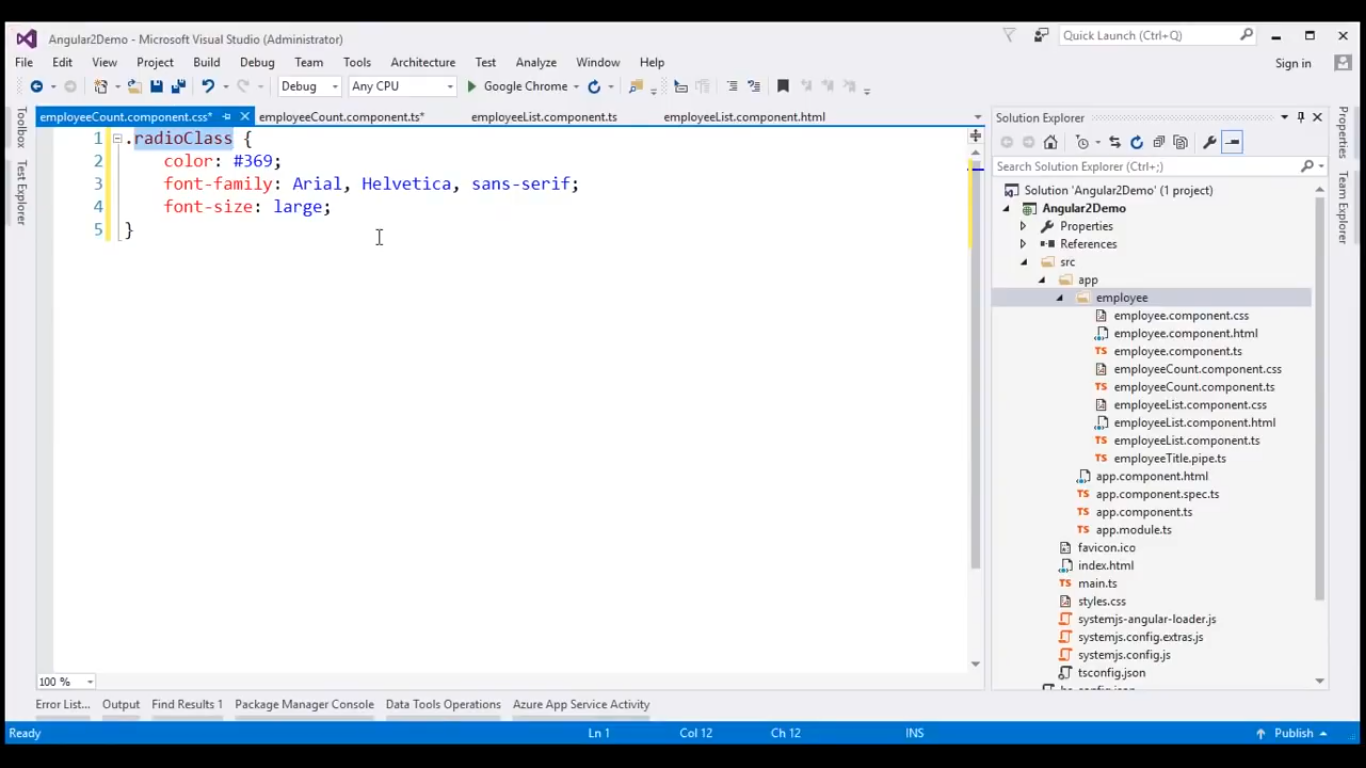 Angular2Demo - Microsoft Visual Studio (Administrator)
Quick Launch (Ctrl+Q)
File Edit View Project Build Debug Team Tools Architecture Test Analyze Window Help
Sign in
Debug Any CPU Google Chrome
employeeCount.component.css* employeeCount.component.ts* employeeList.component.ts employeeList.component.html
Toolbox
Test Explorer
1 .radioClass {
2 color: #369;
3 font-family: Arial, Helvetica, sans-serif;
4 font-size: large;
5 }
100 %
Solution Explorer
Search Solution Explorer (Ctrl+;)
Solution 'Angular2Demo' (1 project)
Angular2Demo
Properties
References
src
app
employee
employee.component.css
employee.component.html
TS employee.component.ts
employeeCount.component.css
TS employeeCount.component.ts
employeeList.component.css
employeeList.component.html
TS employeeList.component.ts
TS employeeTitle.pipe.ts
app.component.html
TS app.component.spec.ts
TS app.component.ts
TS app.module.ts
favicon.ico
index.html
TS main.ts
styles.css
systemjs-angular-loader.js
systemjs.config.extras.js
systemjs.config.js
tsconfig.json
Properties
Team Explorer
Error List... Output Find Results 1 Package Manager Console Data Tools Operations Azure App Service Activity
Ready Ln 1 Col 12 Ch 12 INS Publish